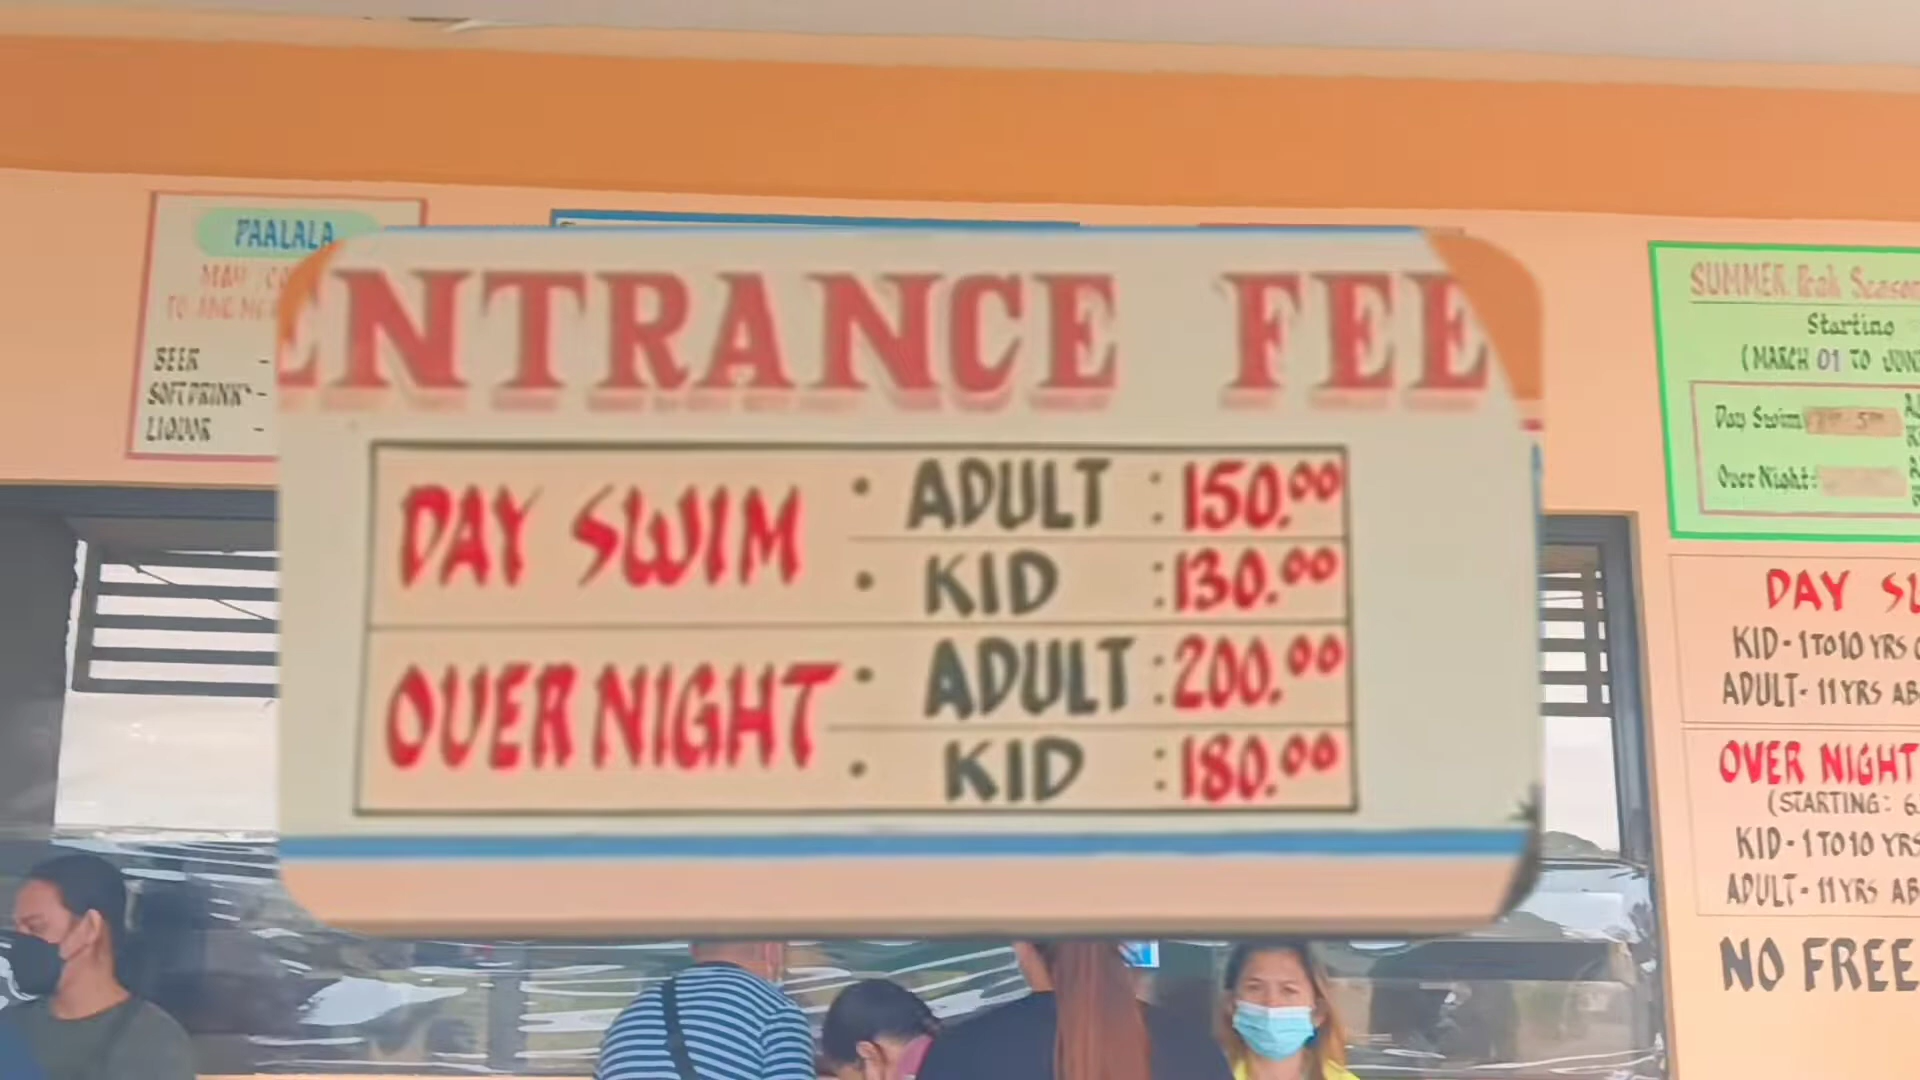 PAALALA
BEER -
SOFTDRINK -
LIQUOR -
ENTRANCE FEE
DAY SWIM • ADULT : 150.00
• KID : 130.00
OVER NIGHT • ADULT : 200.00
• KID : 180.00
SUMMER Peak Season
Starting
(MARCH 01 TO JUN
Day Swim
Over Night:
DAY
KID - 1 TO 10 YRS
ADULT - 11 YRS AB
OVER NIGHT
(STARTING: 6
KID - 1 TO 10 YRS
ADULT - 11 YRS AB
NO FREE